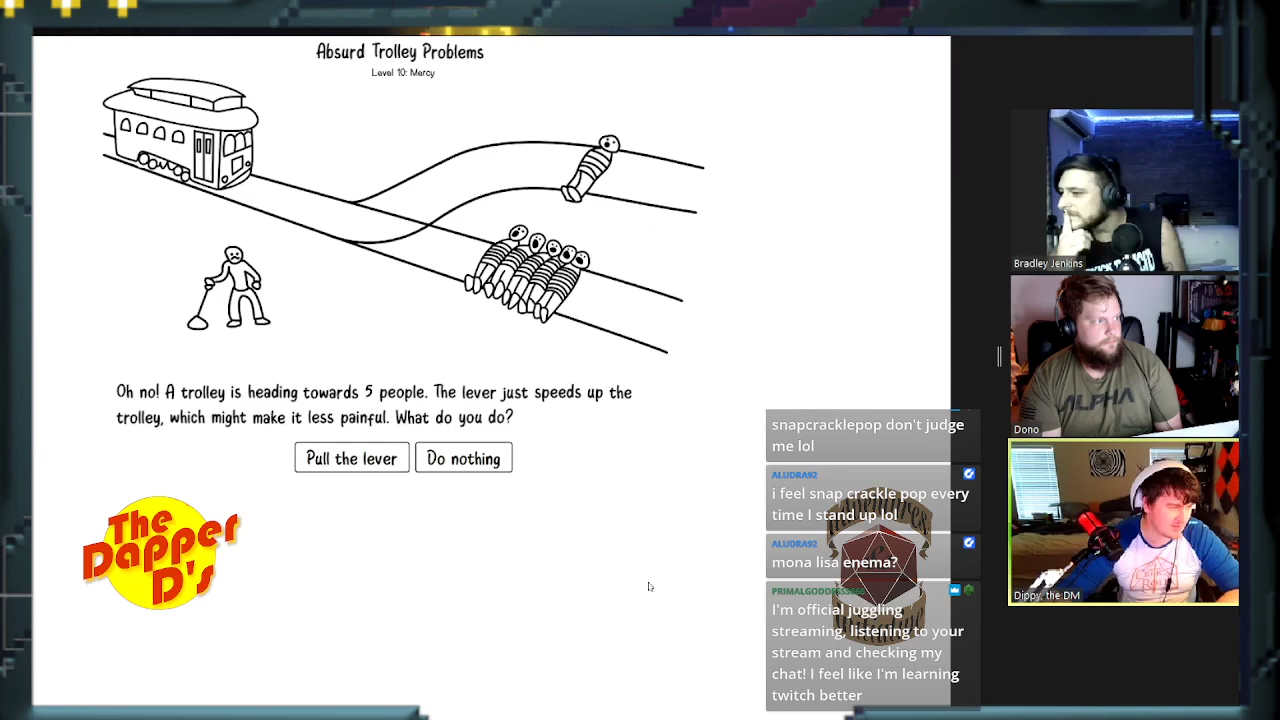 Absurd Trolley Problems
Level 10: Mercy
Oh no! A trolley is heading towards 5 people. The lever just speeds up the
trolley, which might make it less painful. What do you do?
Pull the lever
Do nothing
The
Dapper
D's
snapcracklepop don't judge
me lol
ALUDRA92
i feel snap crackle pop every
time I stand up lol
ALUDRA92
mona lisa enema?
I'm official juggling
streaming, listening to your
stream and checking my
chat! I feel like I'm learning
twitch better
Bradley Jenkins
ALPHA
Dono
Dippy, the DM